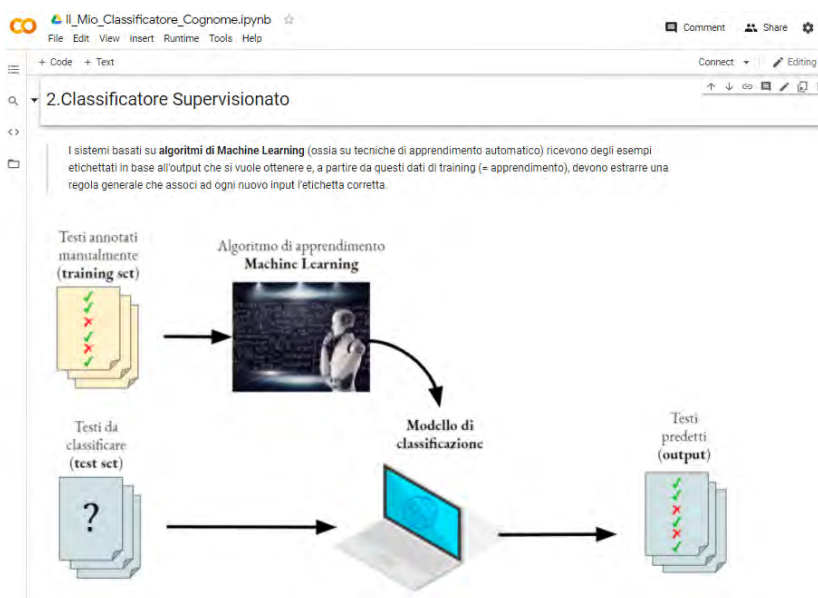 Il_Mio_Classificatore_Cognome.ipynb
Comment
Share
File Edit View Insert Runtime Tools Help
+ Code + Text
Connect
Editing
2.Classificatore Supervisionato
I sistemi basati su algoritmi di Machine Learning (ossia su tecniche di apprendimento automatico) ricevono degli esempi
etichettati in base all'output che si vuole ottenere e, a partire da questi dati di training (= apprendimento), devono estrarre una
regola generale che associ ad ogni nuovo input l'etichetta corretta.
Testi annotati
manualmente
(training set)
Algoritmo di apprendimento
Machine Learning
Testi da
classificare
(test set)
?
Modello di
classificazione
Testi
predetti
(output)